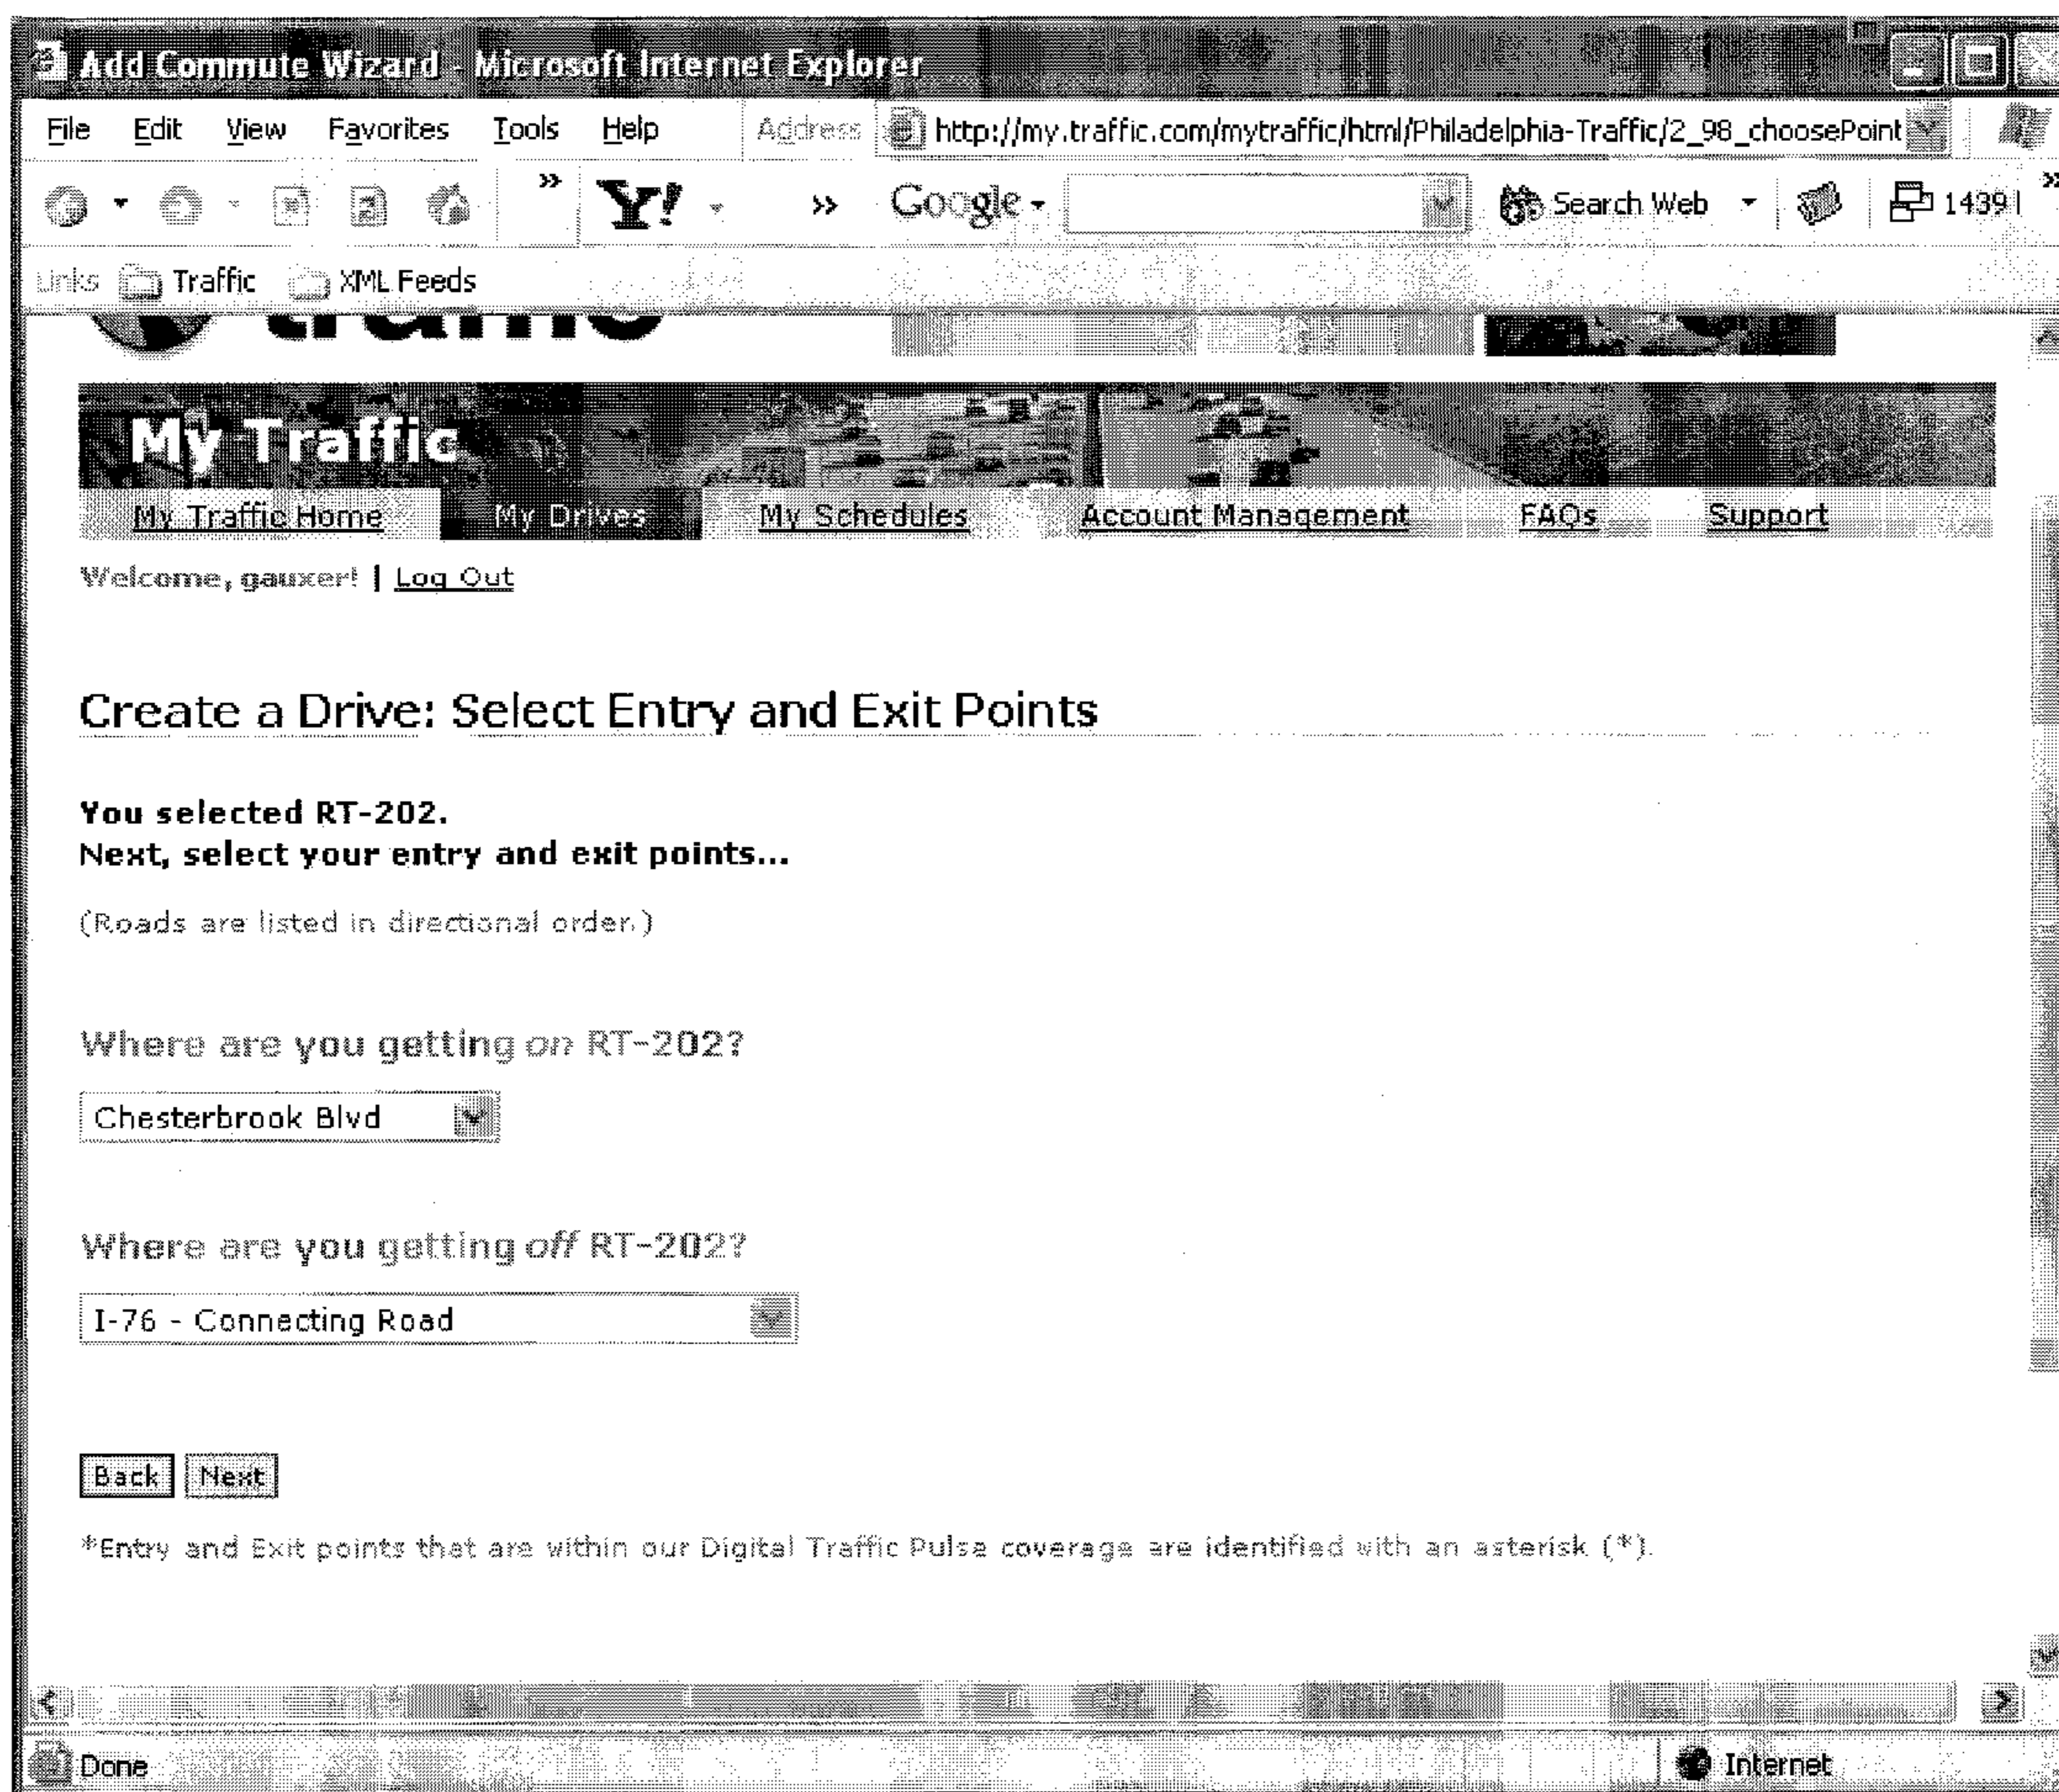 Add Commute Wizard - Microsoft Internet Explorer
File Edit View Favorites Tools Help Address http://my.traffic.com/mytraffic/html/Philadelphia-Traffic/2_98_choosePoint
Y! Google Search Web 1439
Links Traffic XML Feeds
traffic
My Traffic
My Traffic Home My Drives My Schedules Account Management FAQs Support
Welcome, gauxer! | Log Out
Create a Drive: Select Entry and Exit Points
You selected RT-202.
Next, select your entry and exit points...
(Roads are listed in directional order.)
Where are you getting on RT-202?
Chesterbrook Blvd
Where are you getting off RT-202?
I-76 - Connecting Road
Back Next
*Entry and Exit points that are within our Digital Traffic Pulse coverage are identified with an asterisk (*).
Done Internet